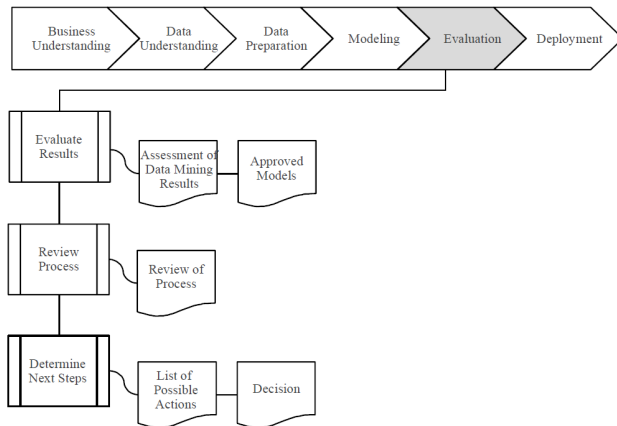 Business
Understanding
Data
Understanding
Data
Preparation
Modeling
Evaluation
Deployment
Evaluate
Results
Assessment of
Data Mining
Results
Approved
Models
Review
Process
Review of
Process
Determine
Next Steps
List of
Possible
Actions
Decision